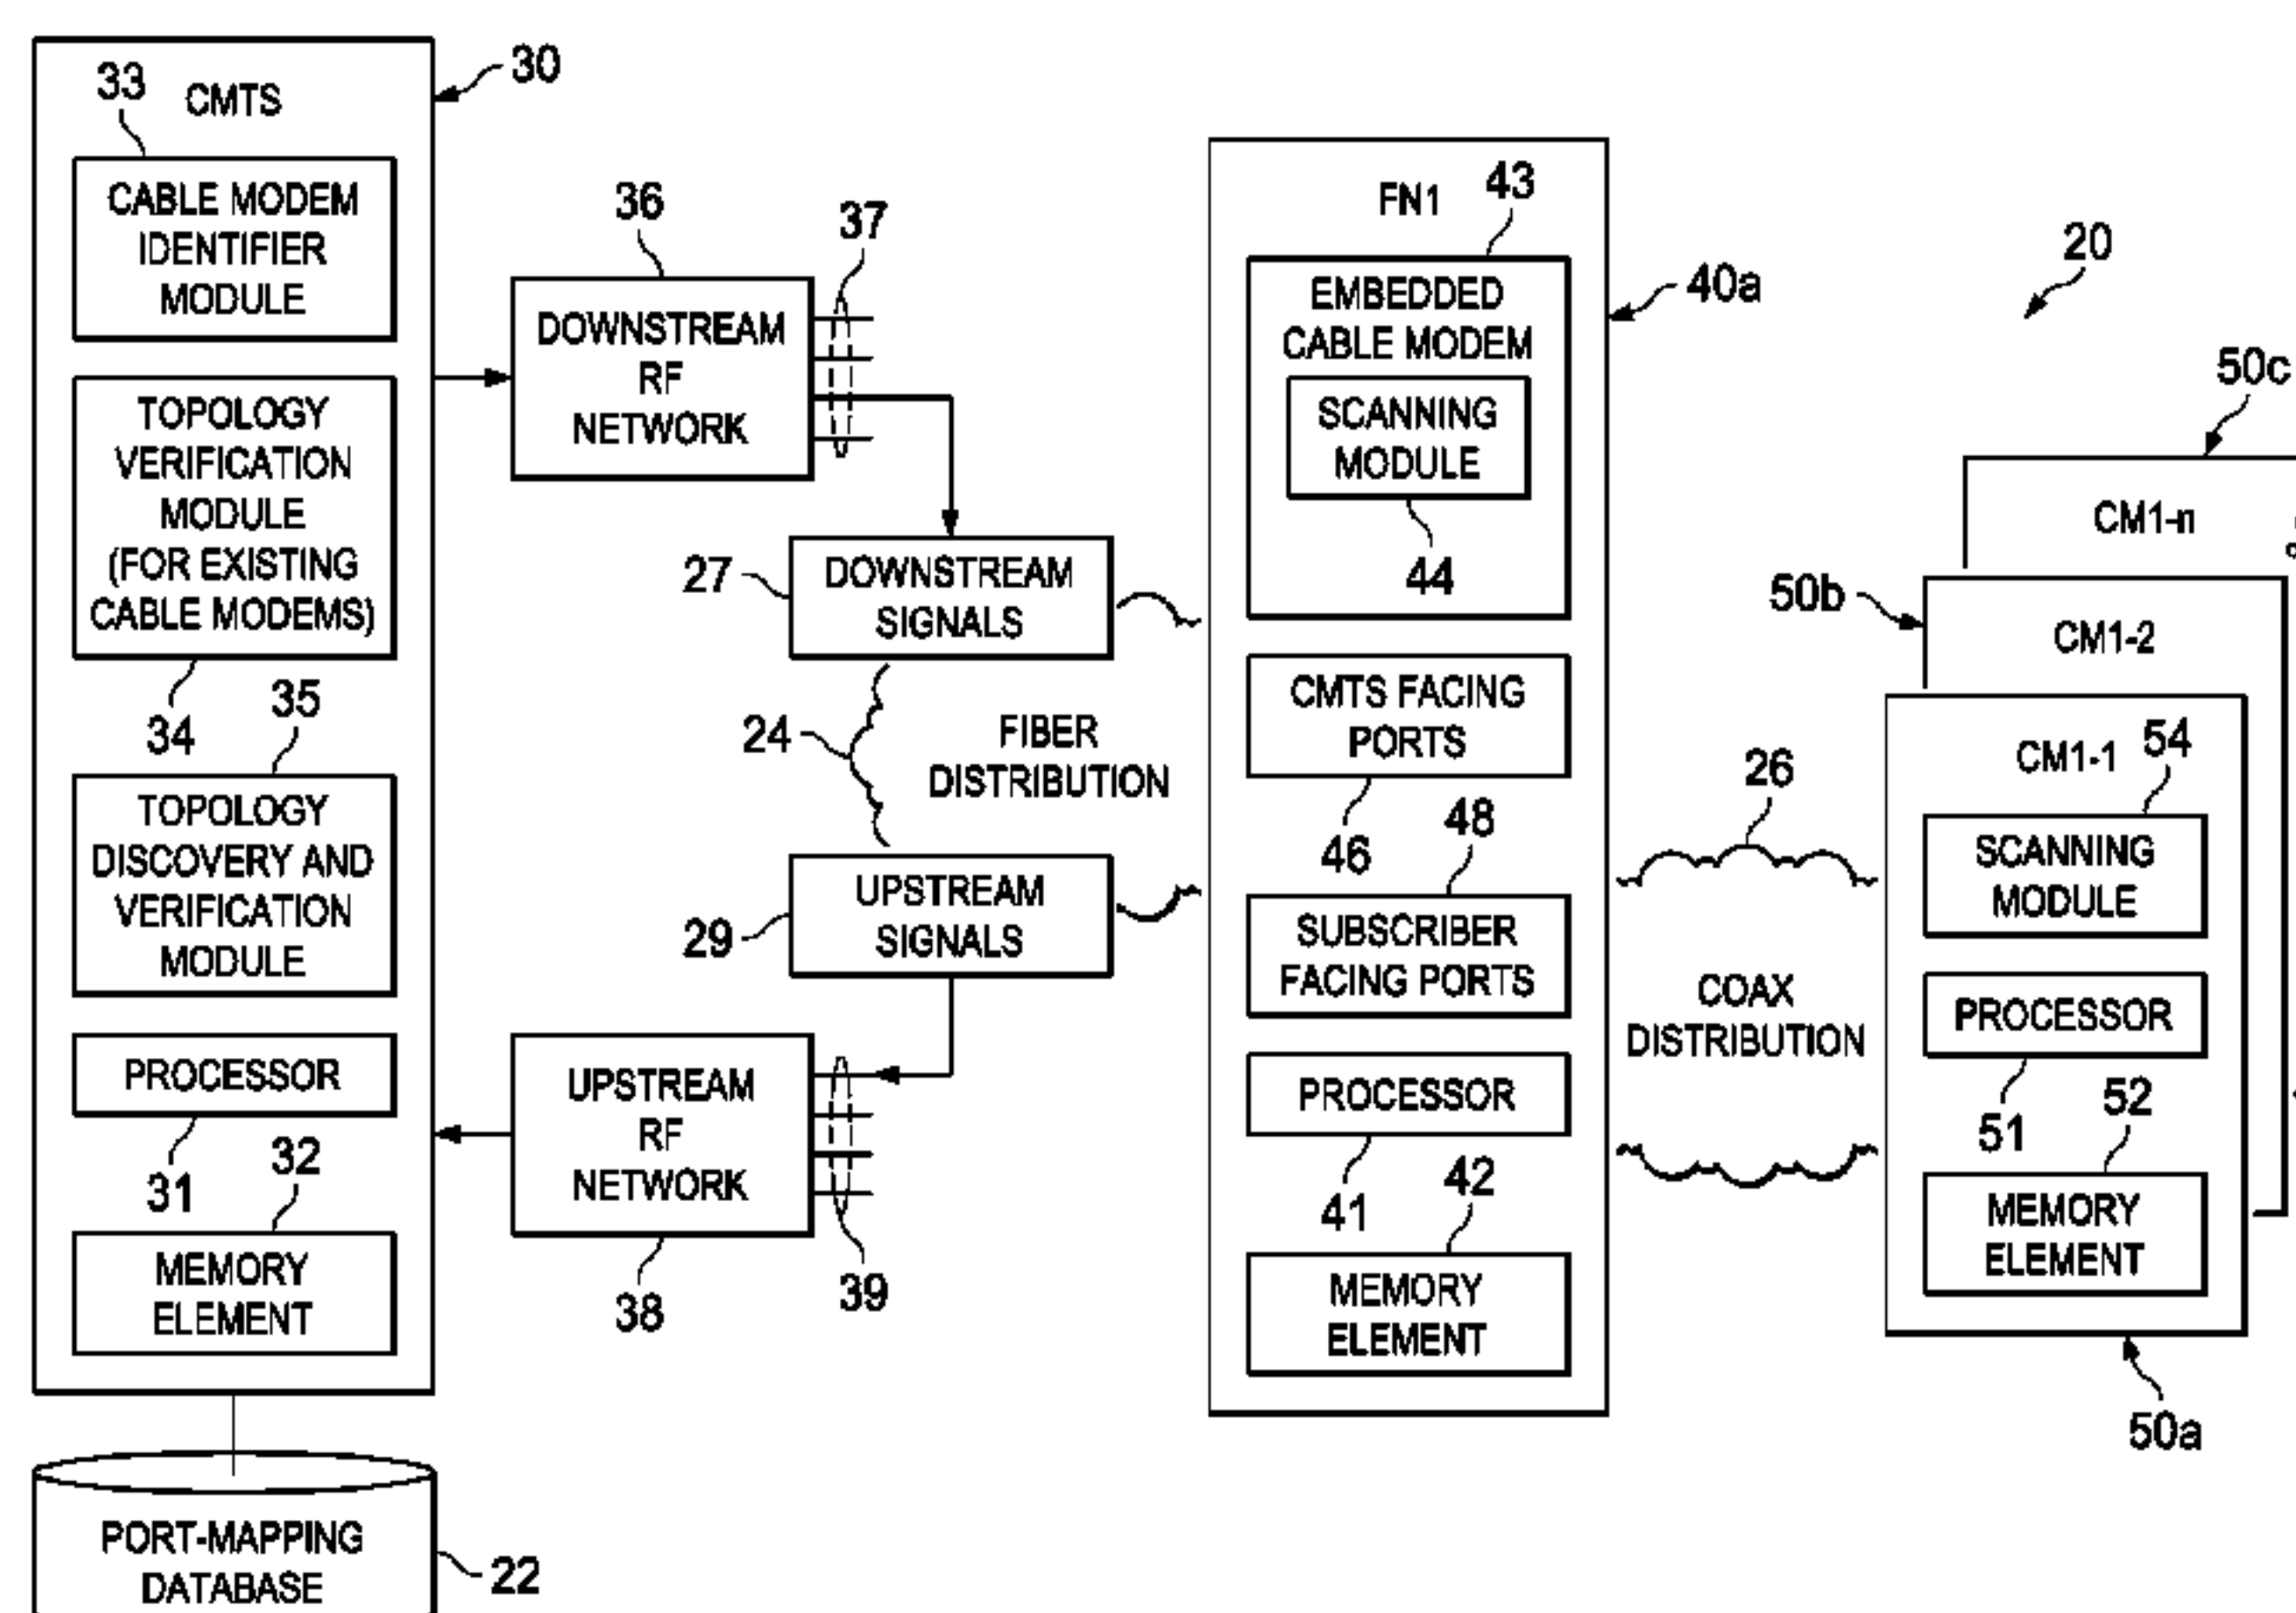 33
CMTS
30
CABLE MODEM
IDENTIFIER
MODULE
TOPOLOGY
VERIFICATION
MODULE
(FOR EXISTING
CABLE MODEMS)
34
35
TOPOLOGY
DISCOVERY AND
VERIFICATION
MODULE
PROCESSOR
31
32
MEMORY
ELEMENT
PORT-MAPPING
DATABASE
22
36
37
DOWNSTREAM
RF
NETWORK
27
DOWNSTREAM
SIGNALS
24
FIBER
DISTRIBUTION
29
UPSTREAM
SIGNALS
UPSTREAM
RF
NETWORK
38
39
FN1
43
40a
EMBEDDED
CABLE MODEM
SCANNING
MODULE
44
CMTS FACING
PORTS
46
48
SUBSCRIBER
FACING PORTS
PROCESSOR
41
42
MEMORY
ELEMENT
26
COAX
DISTRIBUTION
20
50c
CM1-n
50b
CM1-2
CM1-1
54
SCANNING
MODULE
PROCESSOR
51
52
MEMORY
ELEMENT
50a